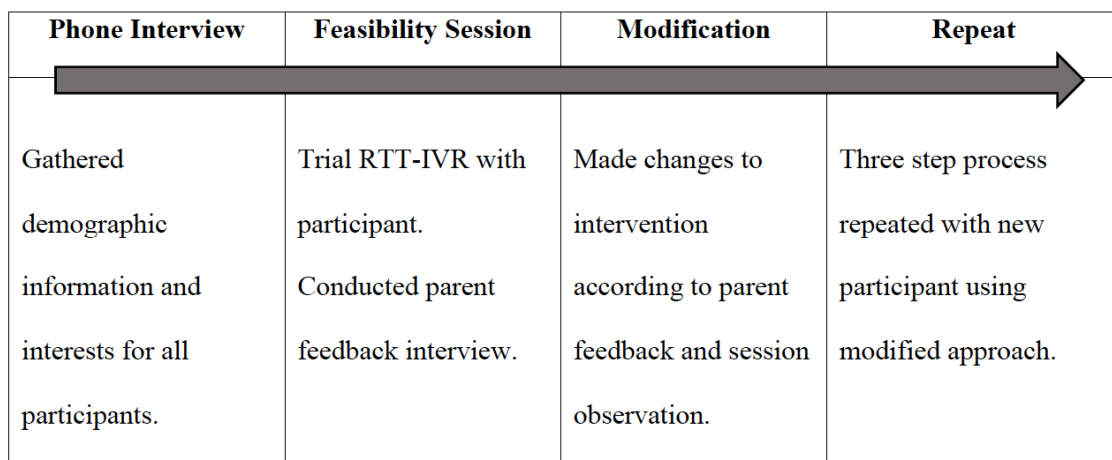 Phone Interview
Feasibility Session
Modification
Repeat
Gathered
demographic
information and
interests for all
participants.
Trial RTT-IVR with
participant.
Conducted parent
feedback interview.
Made changes to
intervention
according to parent
feedback and session
observation.
Three step process
repeated with new
participant using
modified approach.